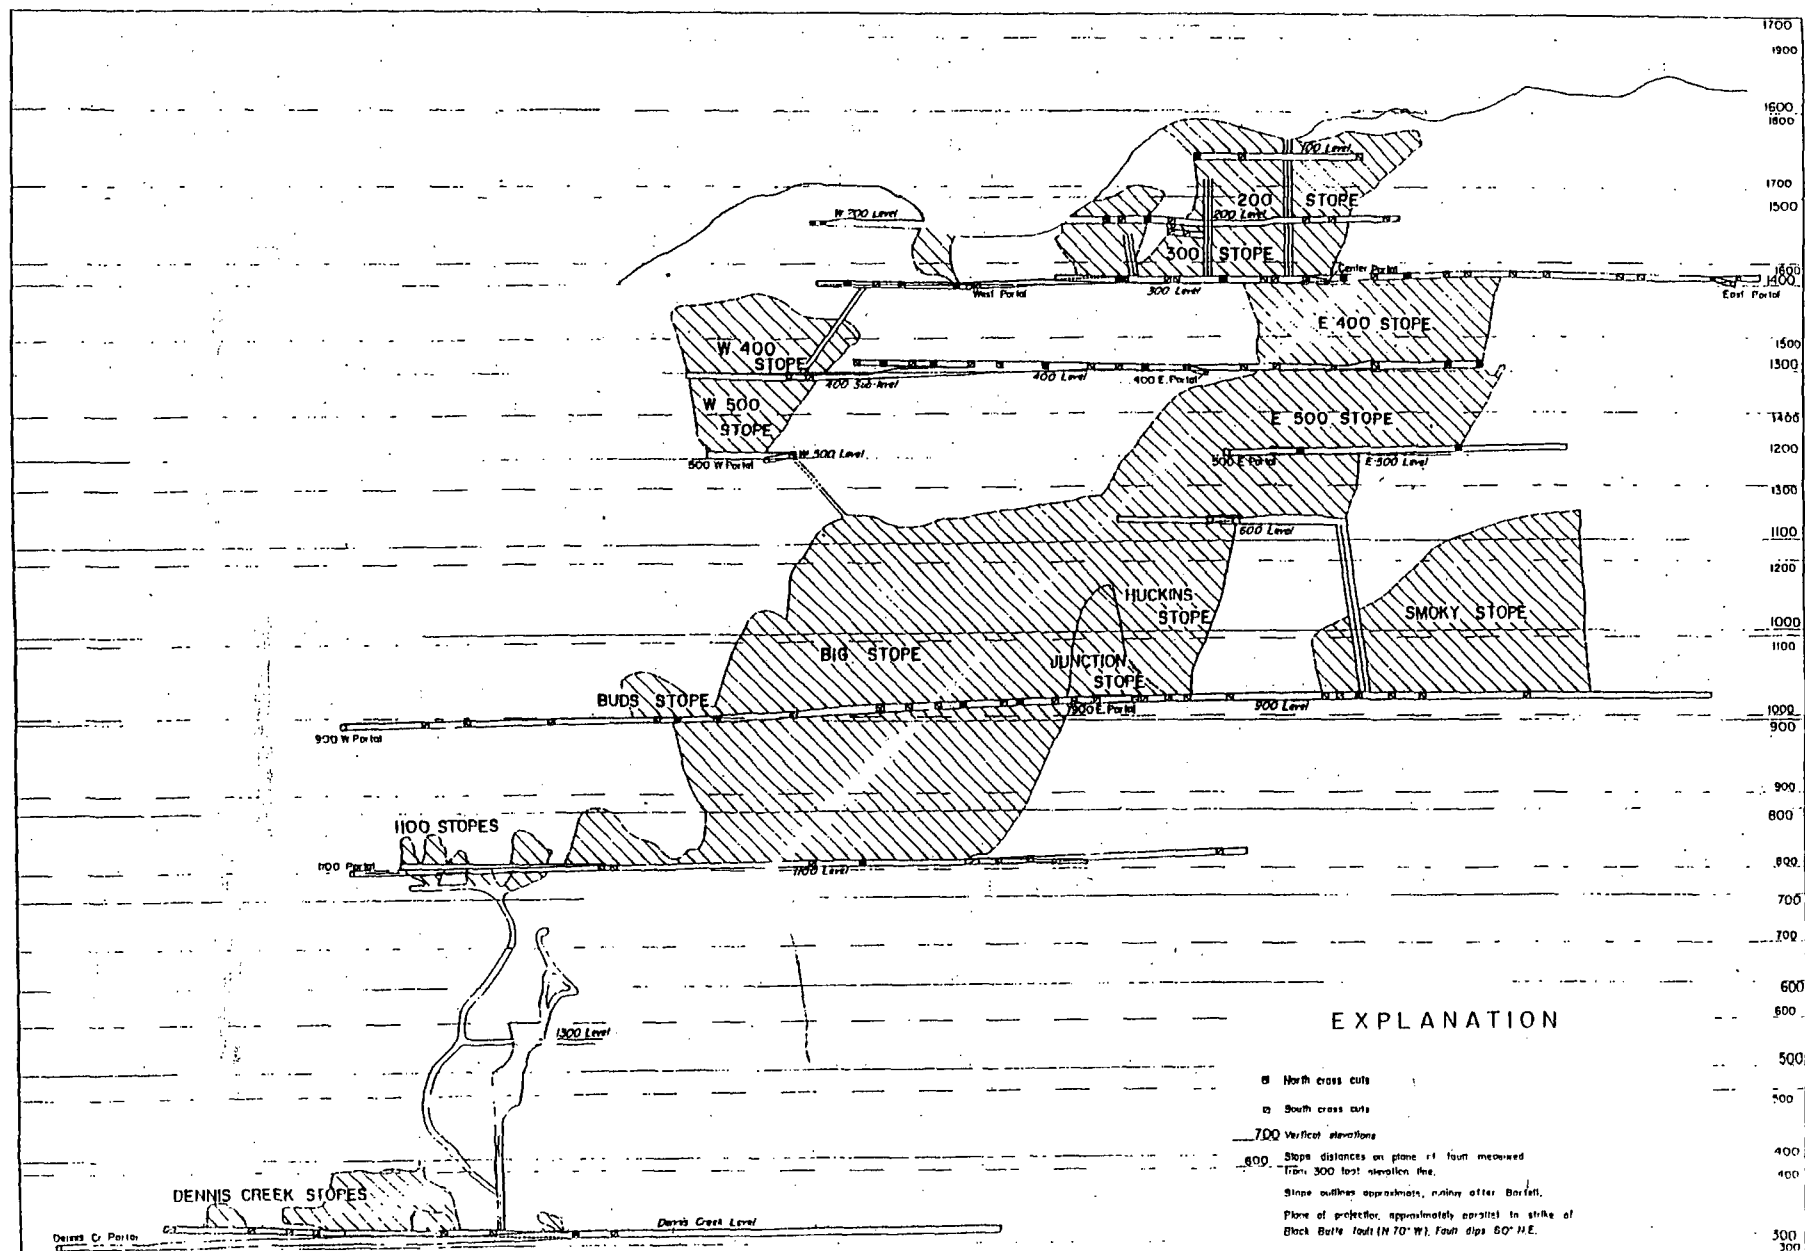 1700
1900
1600
1800
100 Level
1700
200 STOPE
1500
W 200 Level
200 Level
300 STOPE
Center Portal
1600
1400
West Portal
300 Level
East Portal
E 400 STOPE
W 400
STOPE
1500
1300
400 Sub-level
400 Level
400 E. Portal
W 500
STOPE
E 500 STOPE
1400
1200
500 W Portal
W 500 Level
500 E Portal
E 500 Level
1300
600 Level
1100
1200
HUCKINS
STOPE
SMOKY STOPE
1000
1100
BIG STOPE
JUNCTION
STOPE
BUDS STOPE
900 E. Portal
900 Level
1000
900
900 W Portal
900
800
1100 STOPES
1100 Portal
1100 Level
800
700
700
600
600
EXPLANATION
1300 Level
500
North cross cuts
500
South cross cuts
700 Vertical elevations
600 Slope distances on plane of fault measured
from 300 foot elevation line.
400
400
Stope outlines approximate, mainly after Bartell.
DENNIS CREEK STOPES
Plane of projection, approximately parallel to strike of
Black Butte fault (N 70° W). Fault dips 60° N.E.
Dennis Creek Level
Dennis Cr Portal
300
300